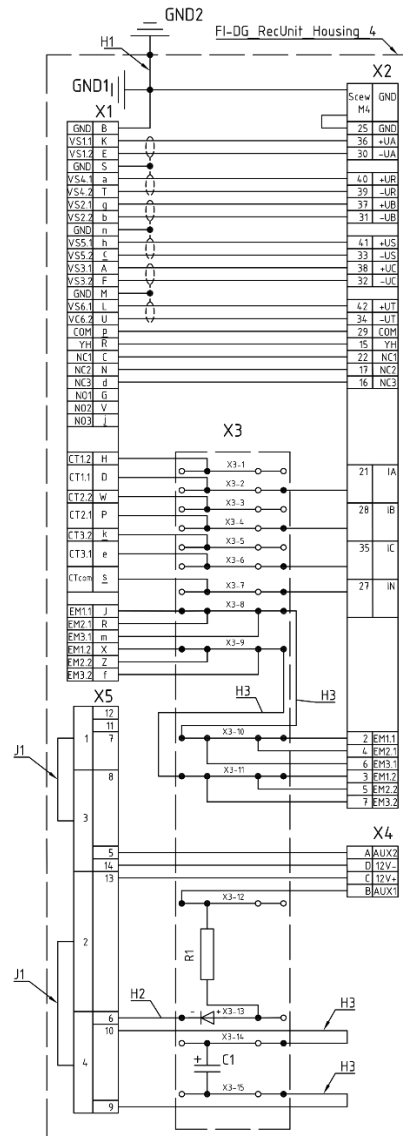 GND2
H1
FI-DG_RecUnit_Housing_4
GND1
X1
X2
Screw M4 GND
GND B
25 GND
VS1.1 K
36 +UA
VS1.2 E
30 -UA
GND S
VS4.1 a
40 +UR
VS4.2 T
39 -UR
VS2.1 g
37 +UB
VS2.2 b
31 -UB
GND n
VS5.1 h
41 +US
VS5.2 c
33 -US
VS3.1 A
38 +UC
VS3.2 F
32 -UC
GND M
VS6.1 L
42 +UT
VC6.2 U
34 -UT
COM p
29 COM
YH R
15 YH
NC1 C
22 NC1
NC2 N
17 NC2
NC3 d
16 NC3
NO1 G
NO2 V
NO3 j
X3
CT1.2 H
X3-1
CT1.1 D
X3-2
21 IA
CT2.2 W
X3-3
CT2.1 P
X3-4
28 IB
CT3.2 k
X3-5
CT3.1 e
X3-6
35 IC
CTcom s
X3-7
27 IN
EM1.1 J
X3-8
EM2.1 R
EM3.1 m
EM1.2 X
X3-9
EM2.2 Z
EM3.2 f
H3
H3
X5
12
11
1 7
X3-10
2 EM1.1
4 EM2.1
6 EM3.1
J1
8
X3-11
3 EM1.2
5 EM2.2
7 EM3.2
3
X4
5
A AUX2
14
D 12V-
13
C 12V+
B AUX1
X3-12
2
R1
J1
H2
6
- + X3-13
H3
10
X3-14
4
+ C1
H3
X3-15
9